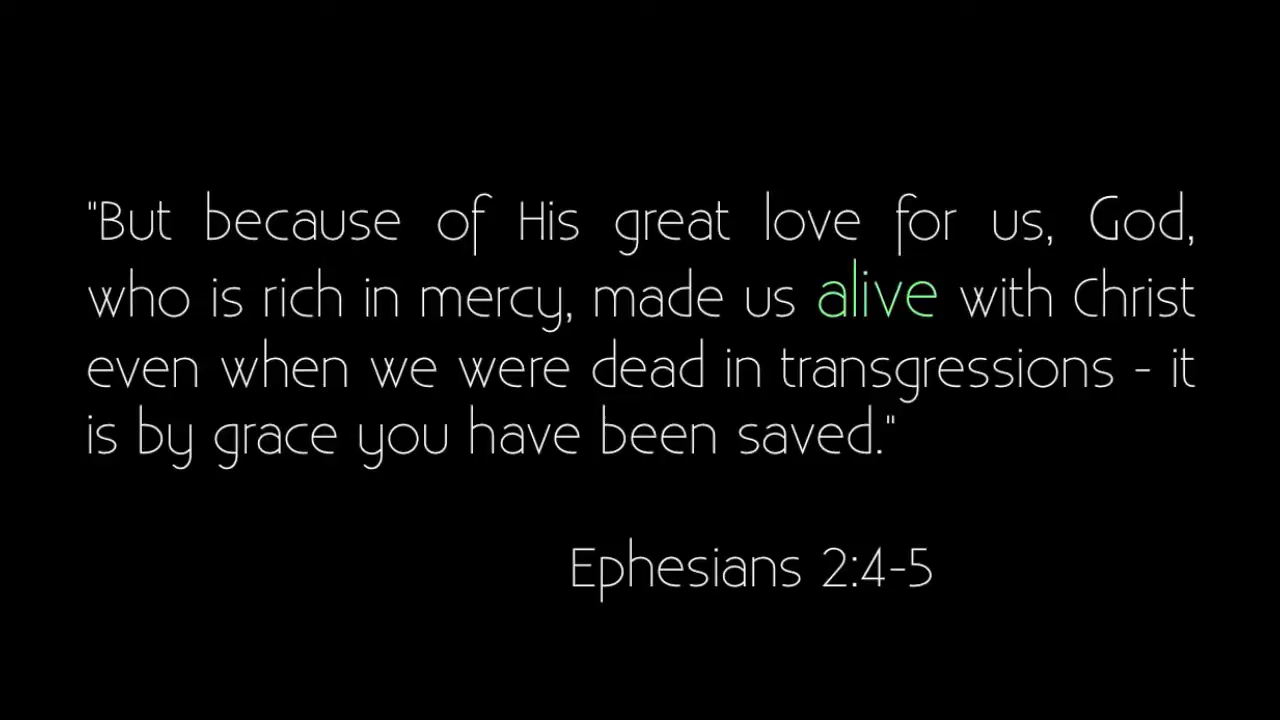 "But because of His great love for us, God,
who is rich in mercy, made us alive with Christ
even when we were dead in transgressions - it
is by grace you have been saved."
Ephesians 2:4-5